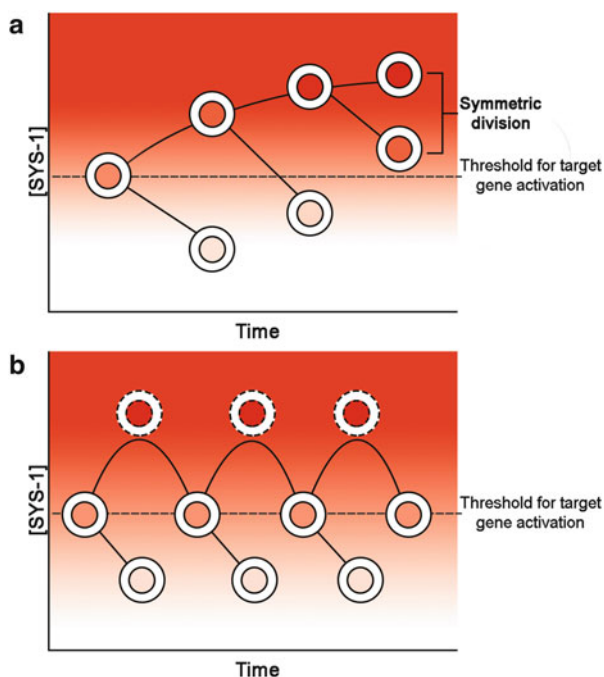 a
[SYS-1]
Symmetric
division
Threshold for target
gene activation
Time
b
[SYS-1]
Threshold for target
gene activation
Time